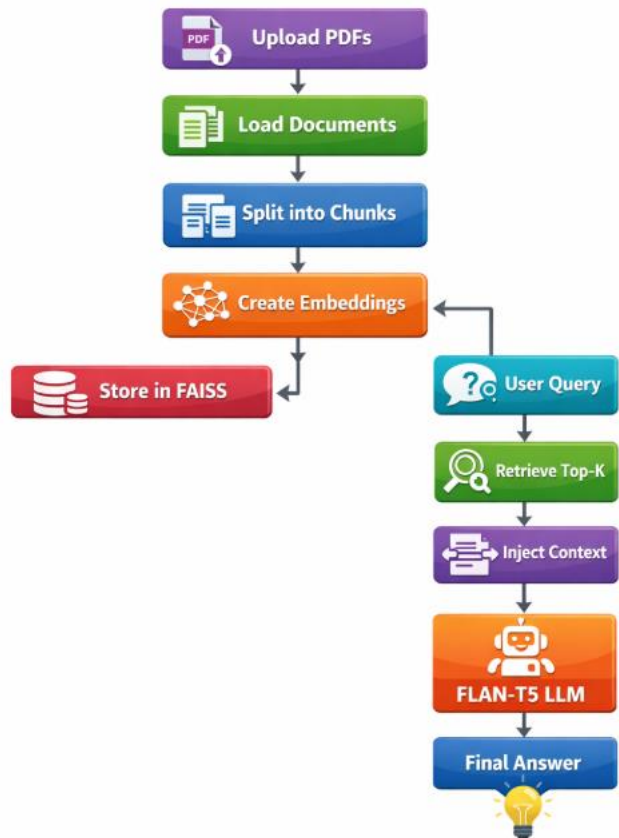 PDF
Upload PDFs
Load Documents
Split into Chunks
Create Embeddings
Store in FAISS
?
User Query
Retrieve Top-K
Inject Context
FLAN-T5 LLM
Final Answer